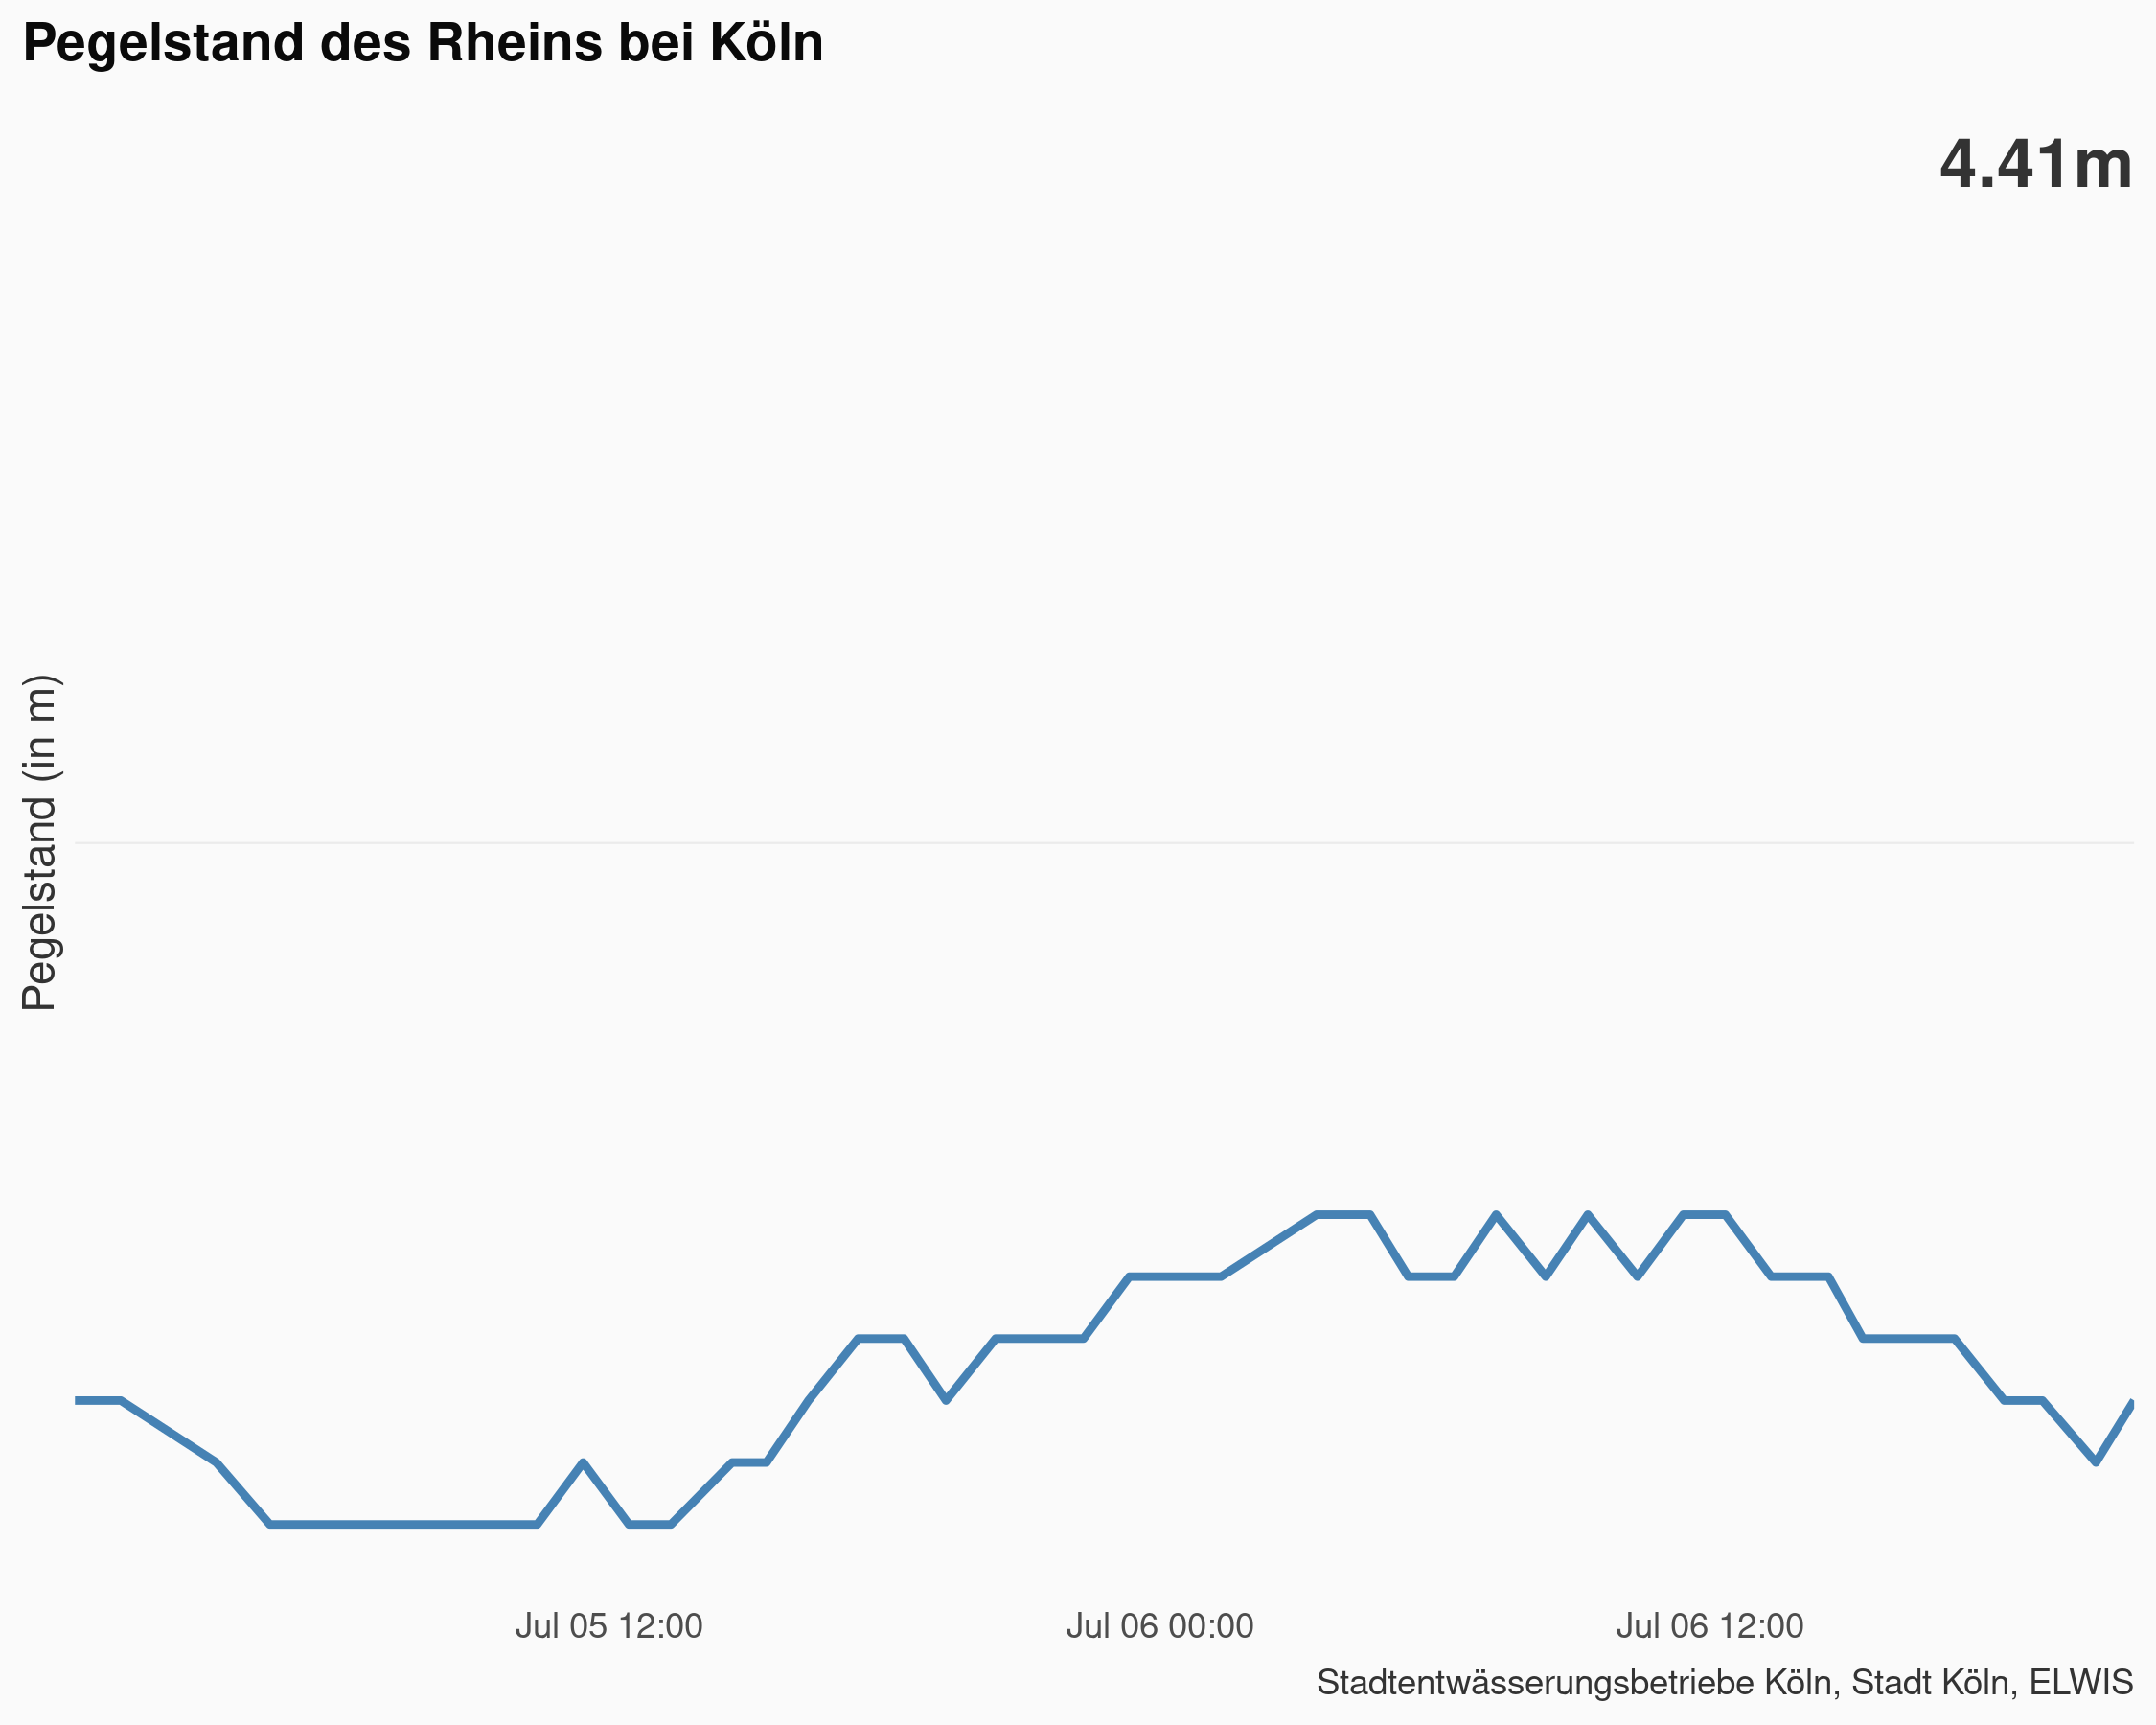 Pegelstand des Rheins bei Köln
4.41m
Pegelstand (in m)
Jul 05 12:00
Jul 06 00:00
Jul 06 12:00
Stadtentwässerungsbetriebe Köln, Stadt Köln, ELWIS